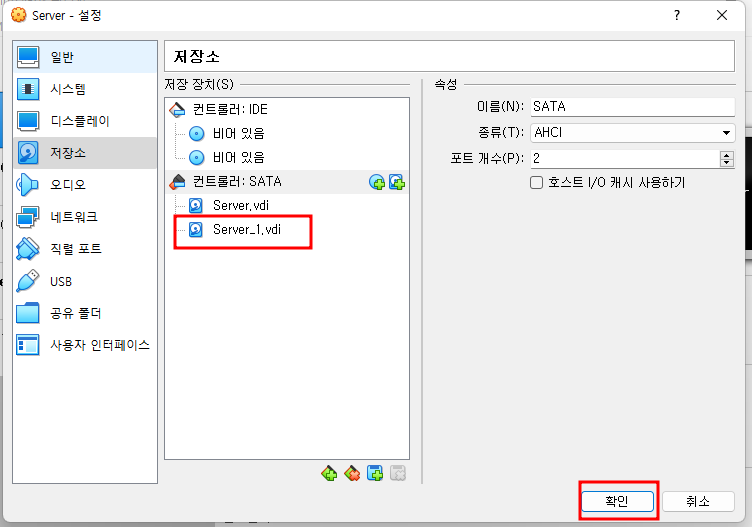 Server - 설정
?
일반
시스템
디스플레이
저장소
오디오
네트워크
직렬 포트
USB
공유 폴더
사용자 인터페이스
저장소
저장 장치(S)
컨트롤러: IDE
비어 있음
비어 있음
컨트롤러: SATA
Server.vdi
Server_1.vdi
속성
이름(N): SATA
종류(T): AHCI
포트 개수(P): 2
호스트 I/O 캐시 사용하기
확인
취소